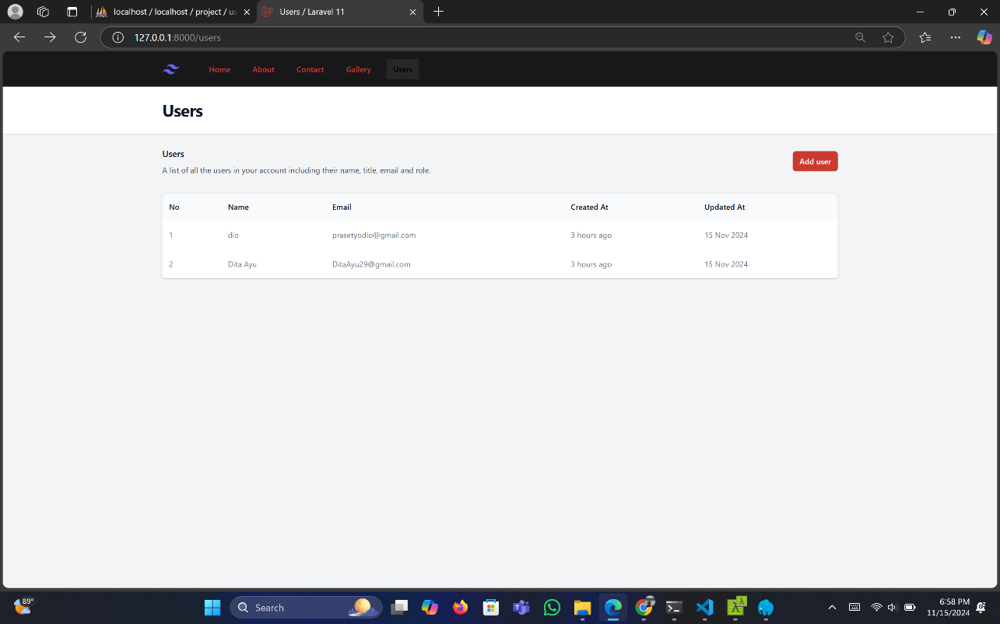 localhost / localhost / project / us
Users / Laravel 11
127.0.0.1:8000/users
Home About Contact Gallery Users
Users
Users
A list of all the users in your account including their name, title, email and role.
Add user
No Name Email Created At Updated At
1 dio prasetyodio@gmail.com 3 hours ago 15 Nov 2024
2 Dita Ayu DitaAyu29@gmail.com 3 hours ago 15 Nov 2024
89°
Search
6:58 PM
11/15/2024